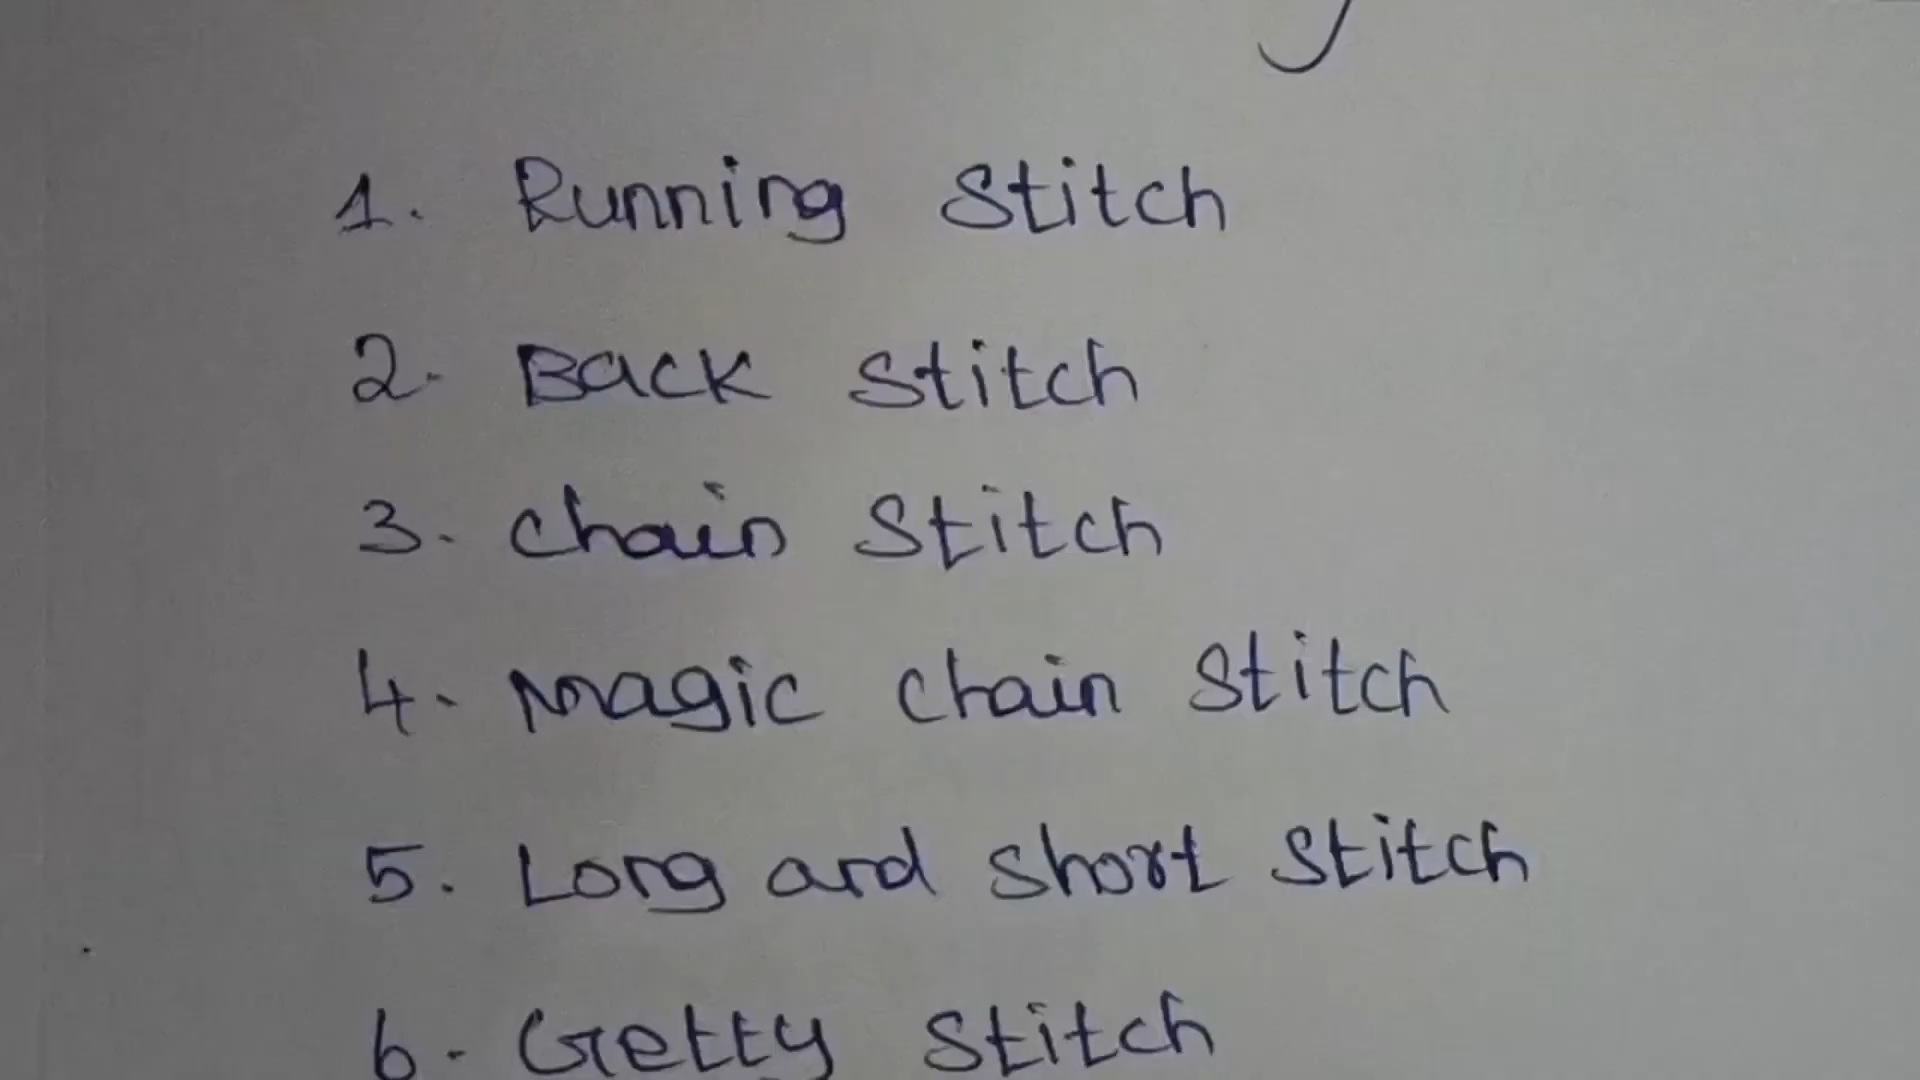 1. Running Stitch
2. Back Stitch
3. Chain Stitch
4. Magic Chain Stitch
5. Long and Short Stitch
6. Getty Stitch